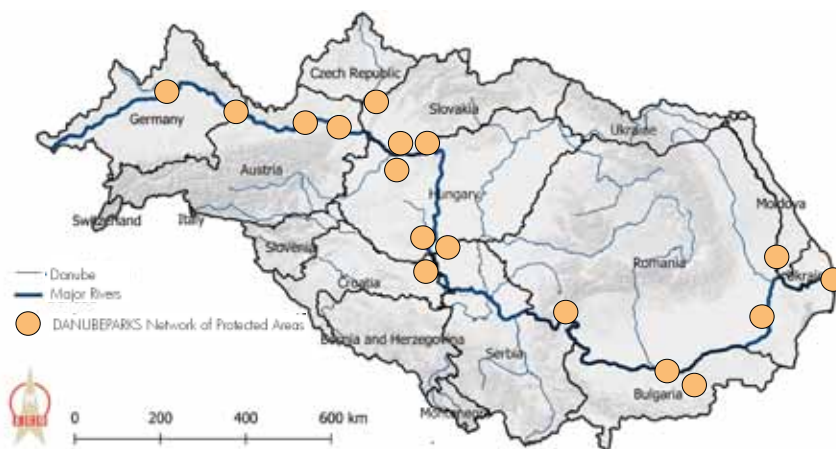 Czech Republic
Slovakia
Germany
Ukraine
Austria
Hungary
Moldova
Switzerland
Italy
Slovenia
Romania
Ukraine
Danube
Croatia
Major Rivers
DANUBEPARKS Network of Protected Areas
Bosnia and Herzegovina
Serbia
Bulgaria
Montenegro
ENERGY
0 200 400 600 km